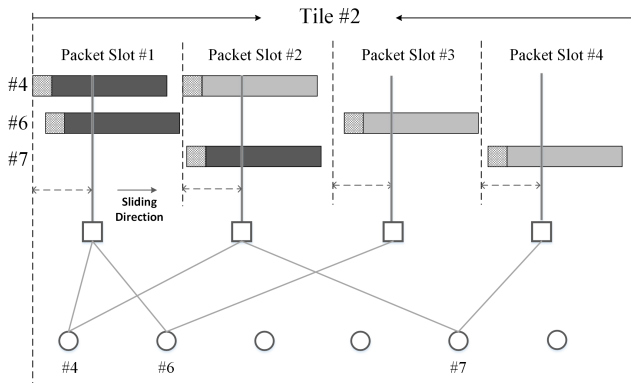 Tile #2
Packet Slot #1 Packet Slot #2 Packet Slot #3 Packet Slot #4
#4
#6
#7
Sliding
Direction
#4 #6 #7